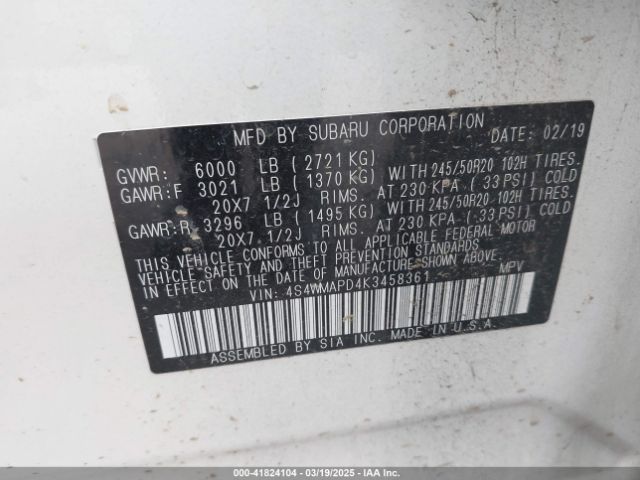 MFD BY SUBARU CORPORATION DATE: 02/19
GVWR: 6000 LB ( 2721 KG)
GAWR:F 3021 LB ( 1370 KG) WITH 245/50R20 102H TIRES.
20X7 1/2J RIMS. AT 230 KPA ( 33 PSI) COLD
GAWR:R 3296 LB ( 1495 KG) WITH 245/50R20 102H TIRES.
20X7 1/2J RIMS. AT 230 KPA ( 33 PSI) COLD
THIS VEHICLE CONFORMS TO ALL APPLICABLE FEDERAL MOTOR
VEHICLE SAFETY AND THEFT PREVENTION STANDARDS
IN EFFECT ON THE DATE OF MANUFACTURE SHOWN ABOVE.
VIN: 4S4WMAPD4K3458361 MPV
ASSEMBLED BY SIA INC. MADE IN U.S.A.
000-41824104 — 03/19/2025 — IAA, Inc.